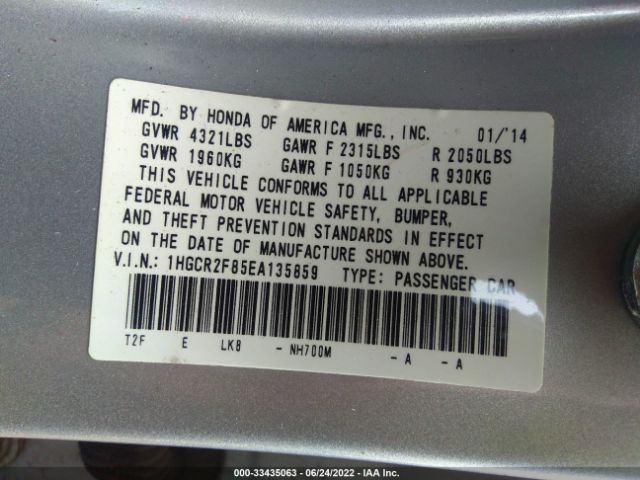 MFD. BY HONDA OF AMERICA MFG., INC. 01/'14
GVWR 4321LBS GAWR F 2315LBS R 2050LBS
GVWR 1960KG GAWR F 1050KG R 930KG
THIS VEHICLE CONFORMS TO ALL APPLICABLE
FEDERAL MOTOR VEHICLE SAFETY, BUMPER,
AND THEFT PREVENTION STANDARDS IN EFFECT
ON THE DATE OF MANUFACTURE SHOWN ABOVE.
V.I.N.: 1HGCR2F85EA135859 TYPE: PASSENGER CAR
T2F E LK8 - NH700M - A - A
000-33435063 - 06/24/2022 - IAA Inc.